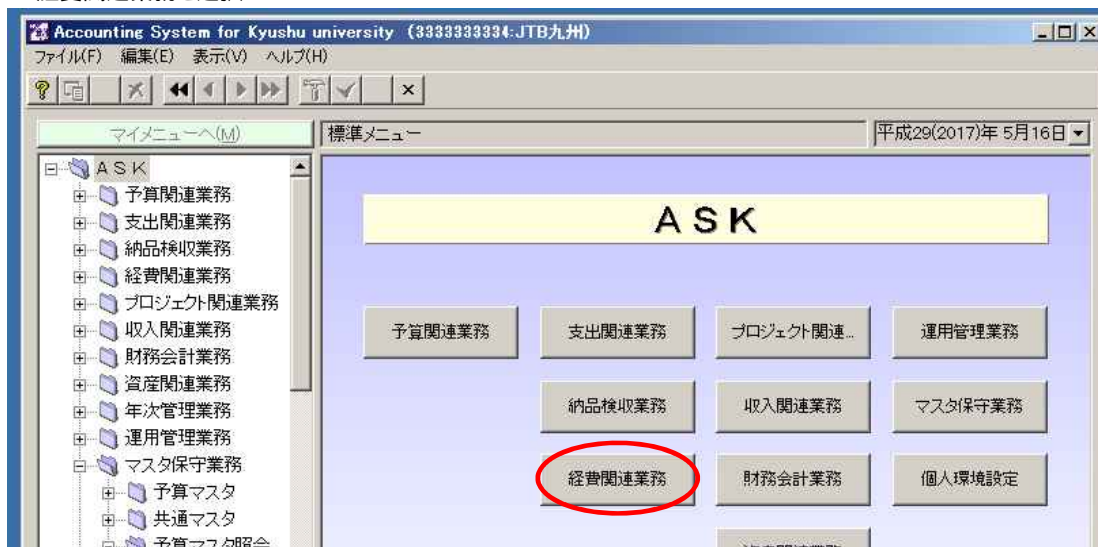 Accounting System for Kyushu university (3333333334:JTB九州)
ファイル(F) 編集(E) 表示(V) ヘルプ(H)
マイメニューへ(M)
標準メニュー
平成29(2017)年 5月16日
ＡＳＫ
予算関連業務
支出関連業務
納品検収業務
経費関連業務
プロジェクト関連業務
収入関連業務
財務会計業務
資産関連業務
年次管理業務
運用管理業務
マスタ保守業務
予算マスタ
共通マスタ
予算マスタ照会
ＡＳＫ
予算関連業務 支出関連業務 プロジェクト関連... 運用管理業務
納品検収業務 収入関連業務 マスタ保守業務
経費関連業務 財務会計業務 個人環境設定